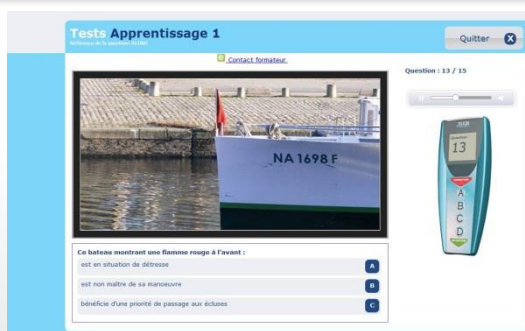 Tests Apprentissage 1
Quitter X
Contact formateur
Question : 13 / 15
NA 1698 F
13
A
B
C
D
Ce bateau montrant une flamme rouge à l'avant :
est en situation de détresse A
est non maître de sa manoeuvre B
bénéficie d'une priorité de passage aux écluses C